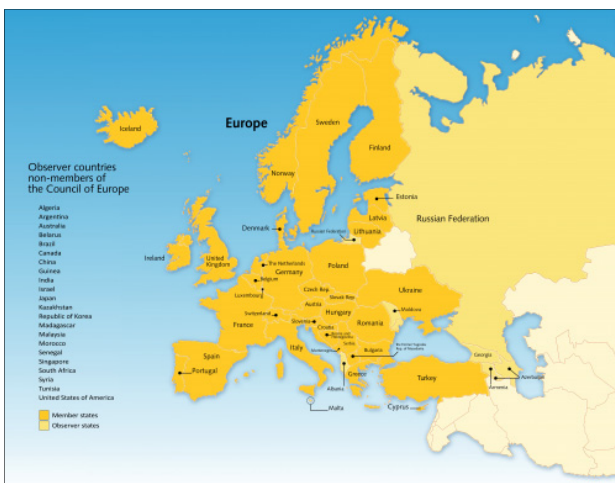 Europe
Iceland
Sweden
Finland
Norway
Observer countries
non-members of
the Council of Europe
Algeria
Argentina
Australia
Belarus
Brazil
Canada
China
Guinea
India
Israel
Japan
Kazakhstan
Republic of Korea
Madagascar
Malaysia
Morocco
Senegal
Singapore
South Africa
Syria
Tunisia
United States of America
Member states
Observer states
Estonia
Latvia
Russian Federation
Denmark
Russian Federation
Lithuania
Ireland
United
Kingdom
The Netherlands
Germany
Poland
Belgium
Luxembourg
Czech Rep.
Slovak Rep.
Ukraine
Austria
Switzerland
Hungary
Moldova
France
Slovenia
Croatia
Romania
Serbia
Italy
Bulgaria
Spain
Portugal
Montenegro
Georgia
Albania
Greece
Turkey
Armenia
Azerbaijan
Malta
Cyprus